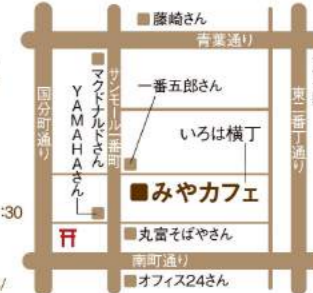 藤崎さん
青葉通り
国分町通り
マクドナルドさん
YAMAHAさん
サンモール一番町
一番五郎さん
いろは横丁
東二番丁通り
みやカフェ
:30
丸富そばやさん
南町通り
オフィス24さん